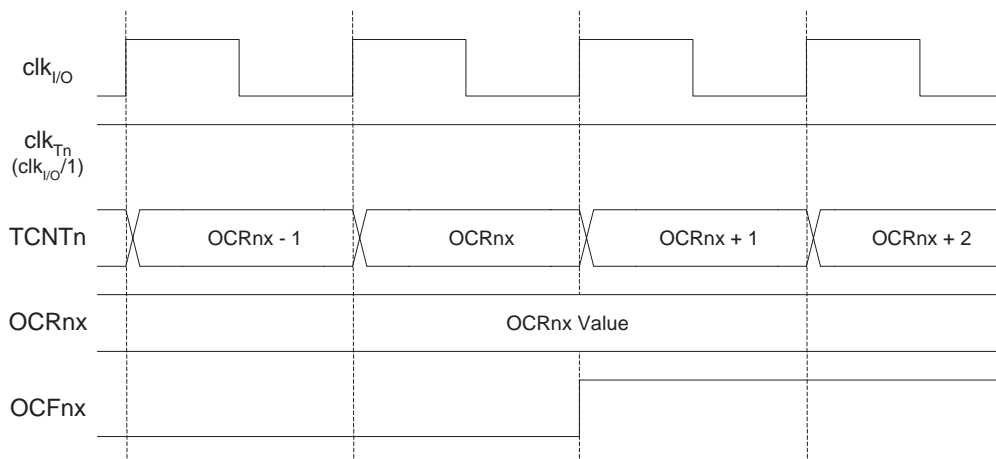 clkI/O
clkTn
(clkI/O/1)
TCNTn OCRnx - 1 OCRnx OCRnx + 1 OCRnx + 2
OCRnx OCRnx Value
OCFnx